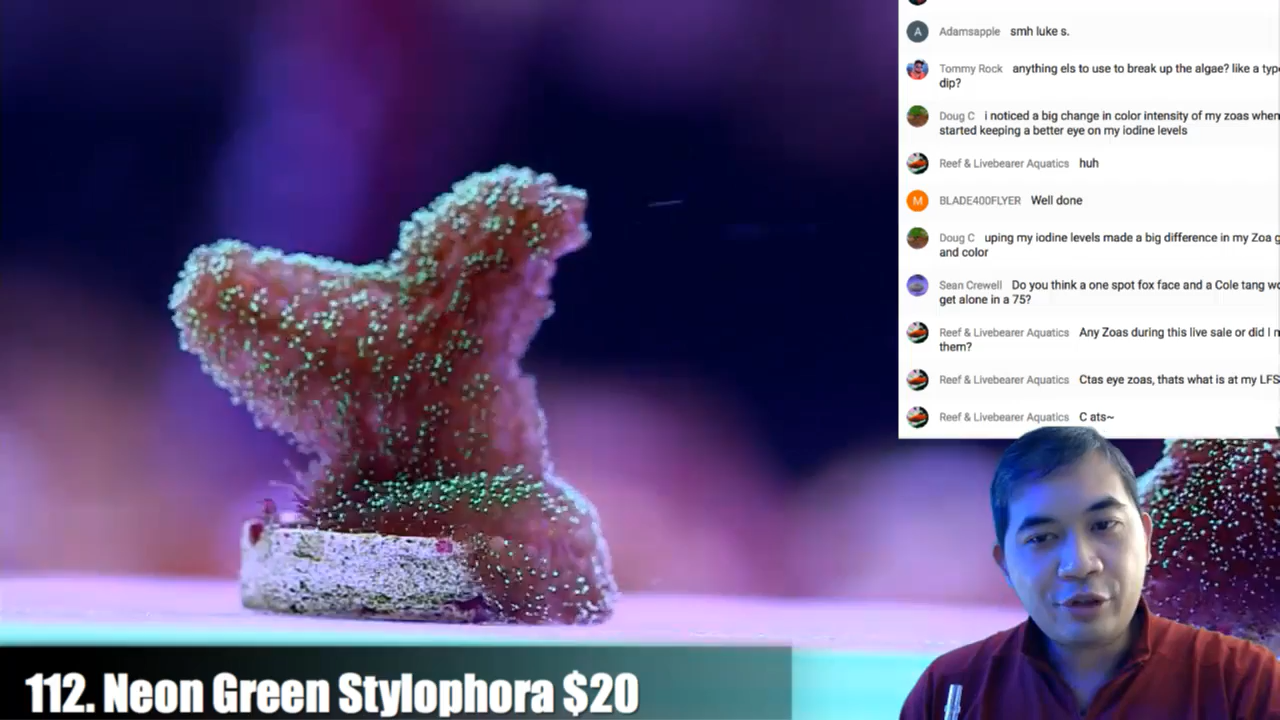 A Adamsapple smh luke s.
Tommy Rock anything els to use to break up the algae? like a
dip?
Doug C i noticed a big change in color intensity of my zoas when
started keeping a better eye on my iodine levels
Reef & Livebearer Aquatics huh
M BLADE400FLYER Well done
Doug C uping my iodine levels made a big difference in my Zoa
and color
Sean Crewell Do you think a one spot fox face and a Cole tang
get alone in a 75?
Reef & Livebearer Aquatics Any Zoas during this live sale or did I
them?
Reef & Livebearer Aquatics Ctas eye zoas, thats what is at my LFS
Reef & Livebearer Aquatics C ats~
112. Neon Green Stylophora $20